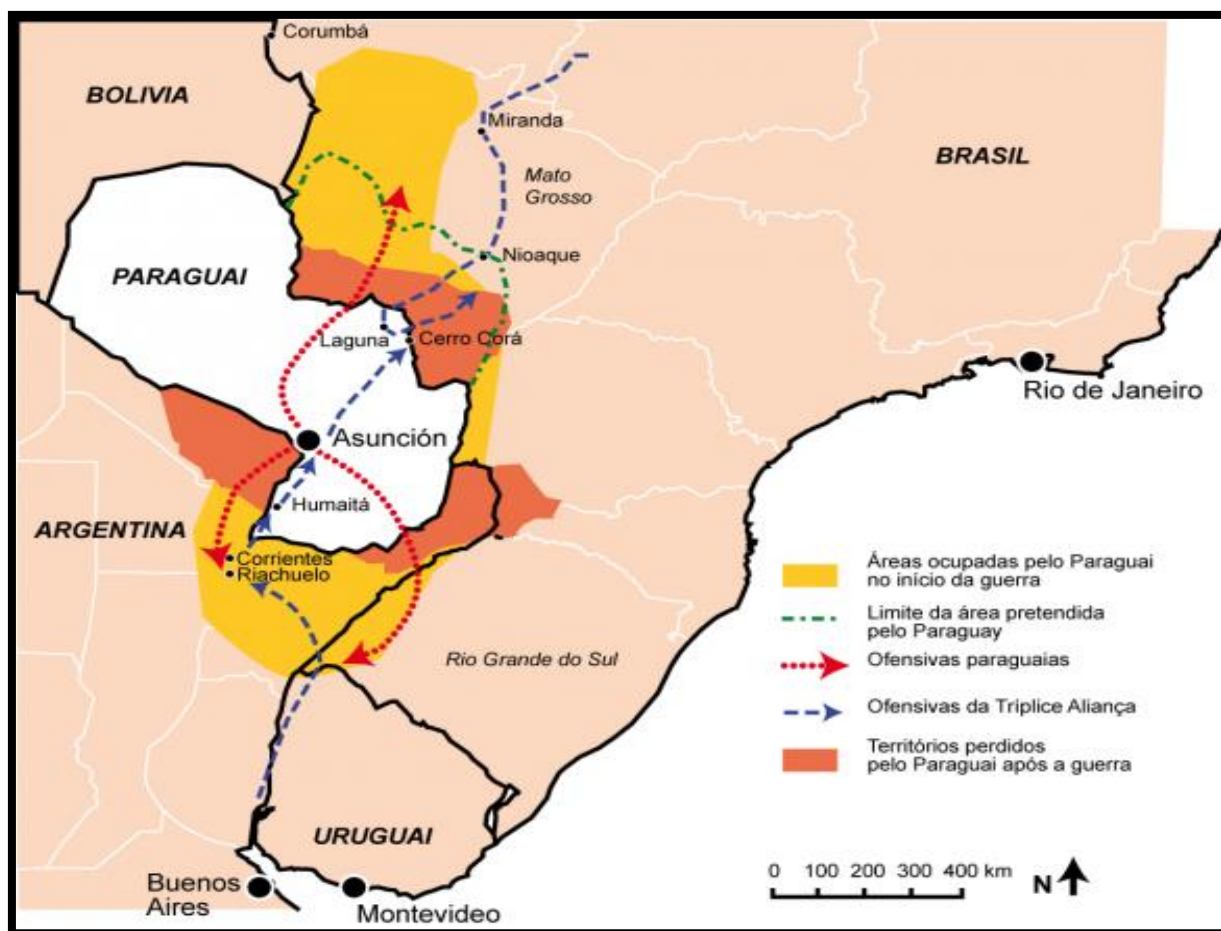 Corumbá
BOLIVIA
Miranda
BRASIL
Mato
Grosso
Nioaque
PARAGUAI
Laguna
Cerro Corá
Rio de Janeiro
Asunción
Humaitá
ARGENTINA
Corrientes
Riachuelo
Rio Grande do Sul
Áreas ocupadas pelo Paraguai
no início da guerra
Limite da área pretendida
pelo Paraguay
Ofensivas paraguaias
Ofensivas da Triplice Aliança
Territórios perdidos
pelo Paraguai após a guerra
URUGUAI
Buenos
Aires
Montevideo
0 100 200 300 400 km
N